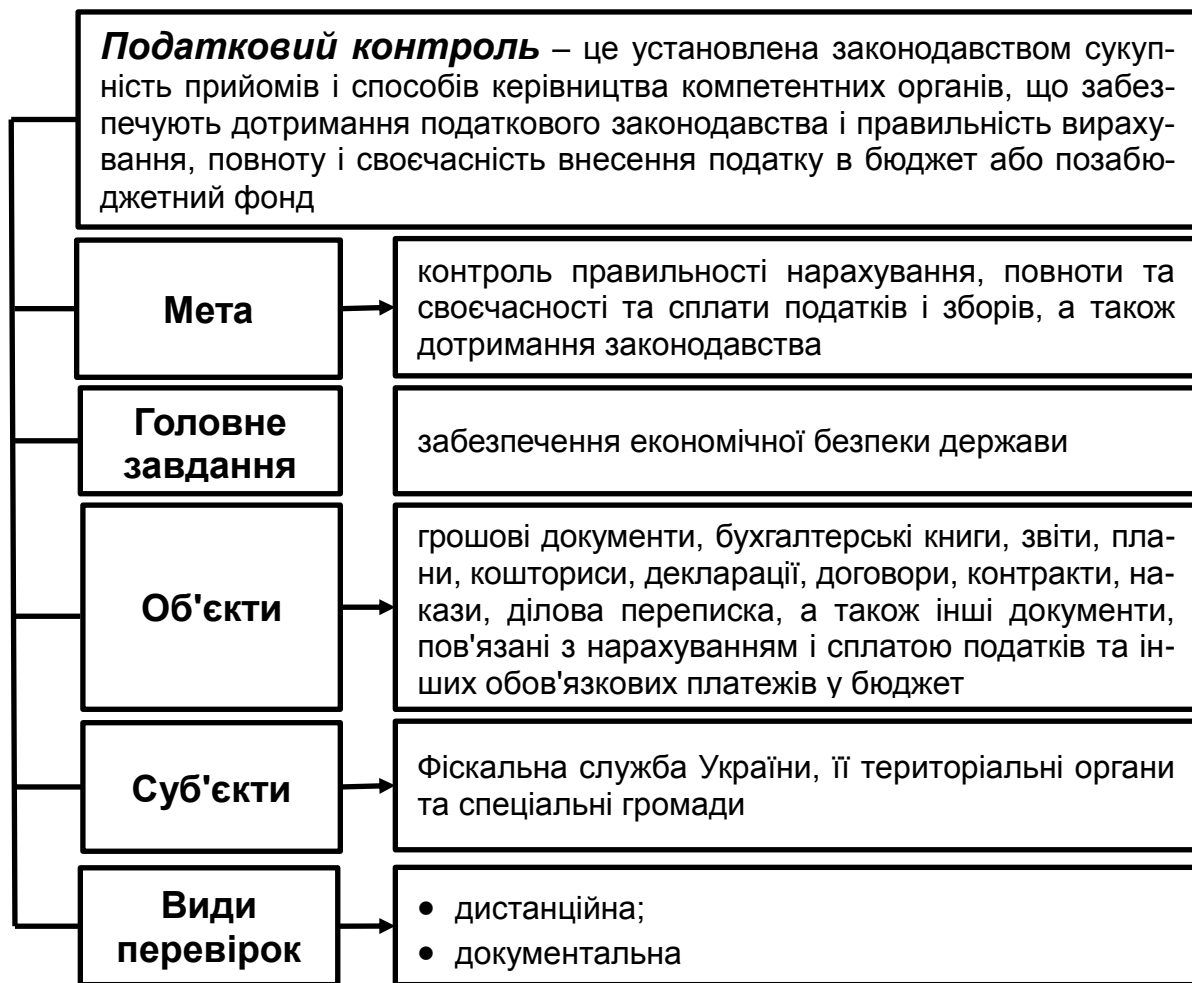 Податковий контроль – це установлена законодавством сукуп-
ність прийомів і способів керівництва компетентних органів, що забез-
печують дотримання податкового законодавства і правильність вираху-
вання, повноту і своєчасність внесення податку в бюджет або позабю-
джетний фонд
Мета
контроль правильності нарахування, повноти та
своєчасності та сплати податків і зборів, а також
дотримання законодавства
Головне
завдання
забезпечення економічної безпеки держави
Об'єкти
грошові документи, бухгалтерські книги, звіти, пла-
ни, кошториси, декларації, договори, контракти, на-
кази, ділова переписка, а також інші документи,
пов'язані з нарахуванням і сплатою податків та ін-
ших обов'язкових платежів у бюджет
Суб'єкти
Фіскальна служба України, її територіальні органи
та спеціальні громади
Види
перевірок
● дистанційна;
● документальна